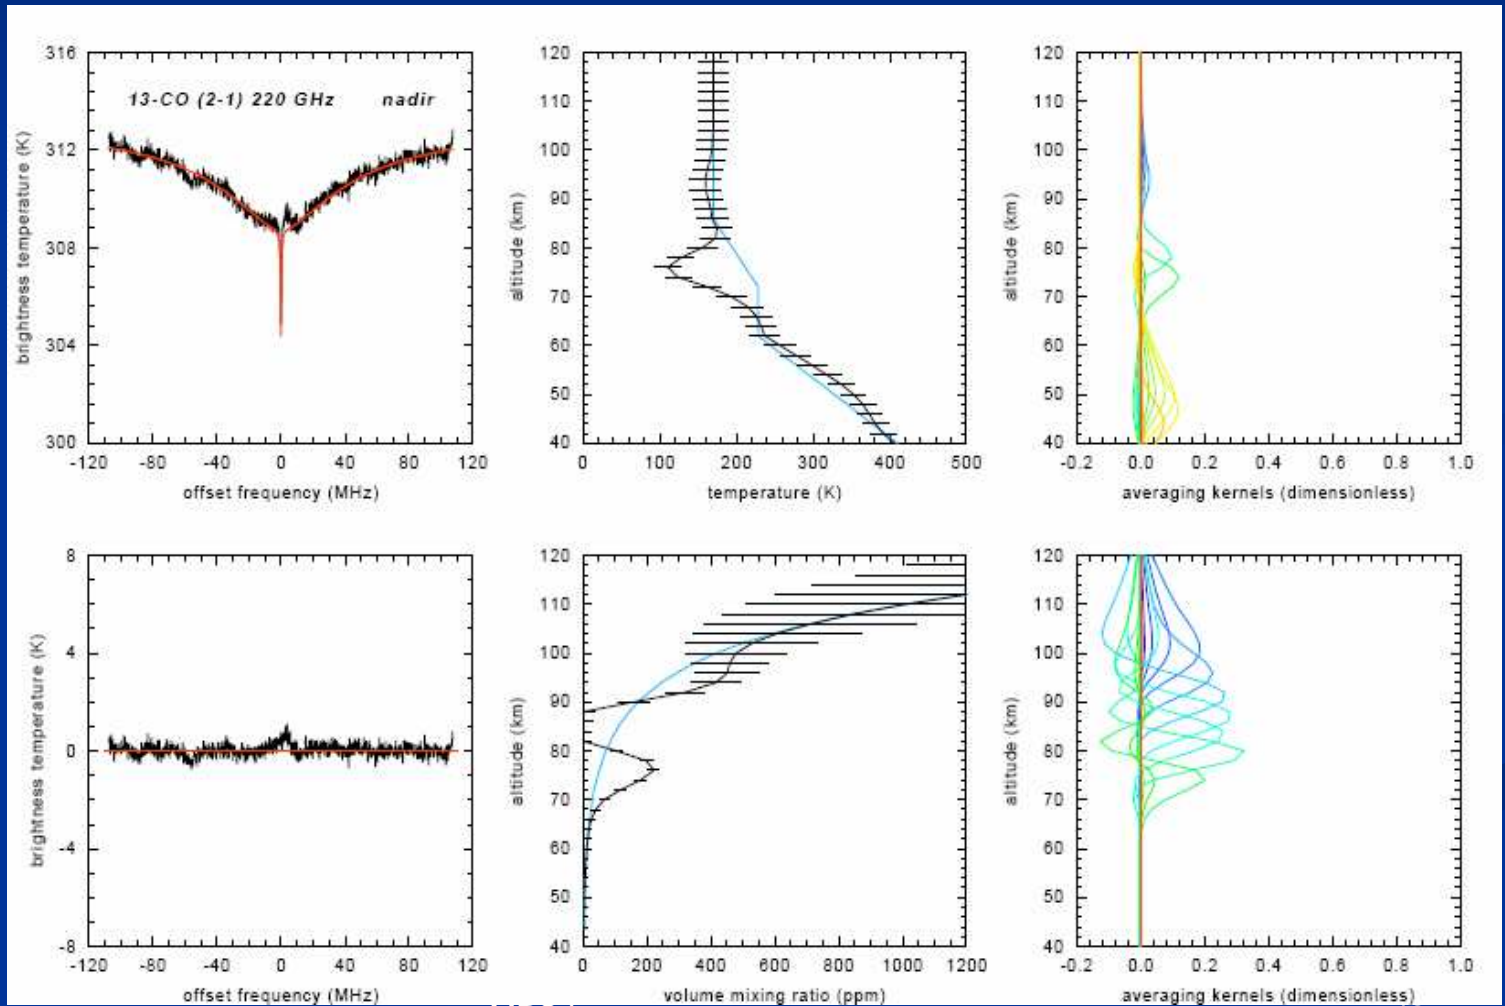 13-CO (2-1) 220 GHz nadir
brightness temperature (K)
316
312
308
304
300
-120 -80 -40 0 40 80 120
offset frequency (MHz)
altitude (km)
120
110
100
90
80
70
60
50
40
0 100 200 300 400 500
temperature (K)
altitude (km)
120
110
100
90
80
70
60
50
40
-0.2 0.0 0.2 0.4 0.6 0.8 1.0
averaging kernels (dimensionless)
brightness temperature (K)
8
4
0
-4
-8
-120 -80 -40 0 40 80 120
offset frequency (MHz)
altitude (km)
120
110
100
90
80
70
60
50
40
0 200 400 600 800 1000 1200
volume mixing ratio (ppm)
altitude (km)
120
110
100
90
80
70
60
50
40
-0.2 0.0 0.2 0.4 0.6 0.8 1.0
averaging kernels (dimensionless)